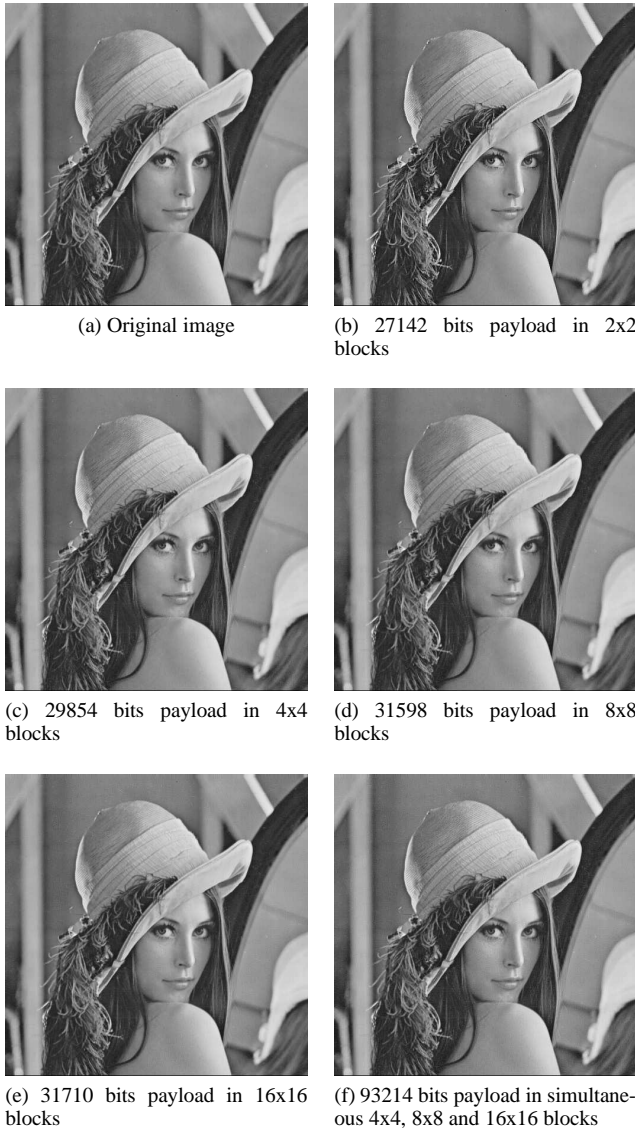 (a) Original image
(b) 27142 bits payload in 2x2
blocks
(c) 29854 bits payload in 4x4
blocks
(d) 31598 bits payload in 8x8
blocks
(e) 31710 bits payload in 16x16
blocks
(f) 93214 bits payload in simultane-
ous 4x4, 8x8 and 16x16 blocks